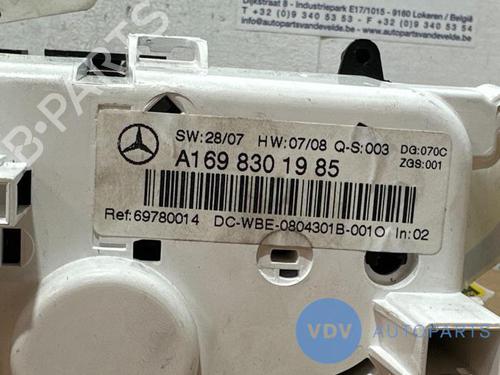 Dijkstraat 8 - Industriepark E17/1015 - 9160 Lokeren / België
T +32 (0)9 340 53 53 - F +32 (0)9 340 53 54
info@autopartsvandevelde.be - www.autopartsvandevelde.be
SW:28/07 HW:07/08 Q-S:003 DG:070C
A169 830 19 85 ZGS:001
Ref:69780014 DC-WBE-0804301B-001O In:02
B-PARTS
VDV AUTOPARTS